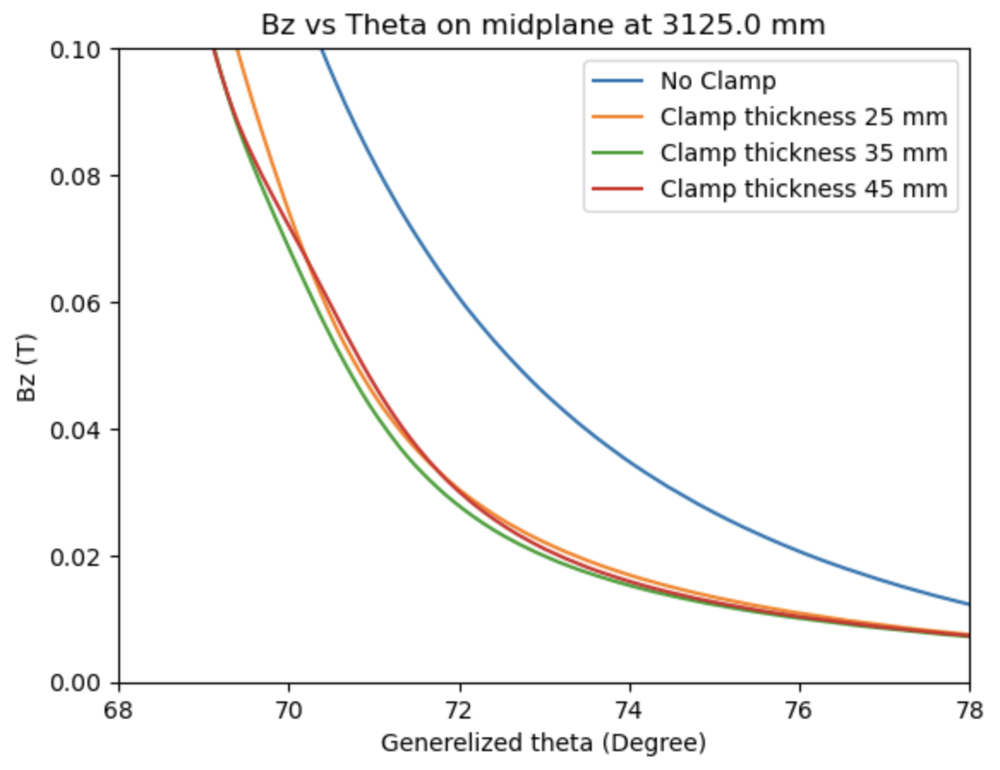 Bz vs Theta on midplane at 3125.0 mm
0.10
0.08
0.06
0.04
0.02
0.00
Bz (T)
No Clamp
Clamp thickness 25 mm
Clamp thickness 35 mm
Clamp thickness 45 mm
68 70 72 74 76 78
Generelized theta (Degree)